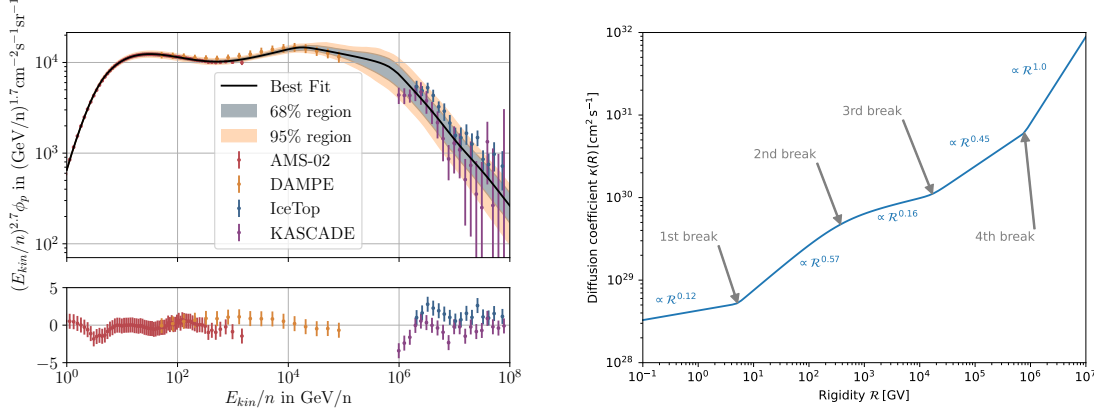 (E_{kin}/n)^{2.7}ϕ_p in (GeV/n)^{1.7}cm^{-2}s^{-1}sr^{-1}
10^4
10^3
10^2
Best Fit
68% region
95% region
AMS-02
DAMPE
IceTop
KASCADE
5
0
−5
10^0 10^2 10^4 10^6 10^8
E_{kin}/n in GeV/n
Diffusion coefficient κ(R) [cm² s⁻¹]
10^{32}
10^{31}
10^{30}
10^{29}
10^{28}
∝ R^{1.0}
3rd break
∝ R^{0.45}
2nd break
∝ R^{0.16}
1st break
4th break
∝ R^{0.57}
∝ R^{0.12}
10^{-1} 10^0 10^1 10^2 10^3 10^4 10^5 10^6 10^7
Rigidity R [GV]